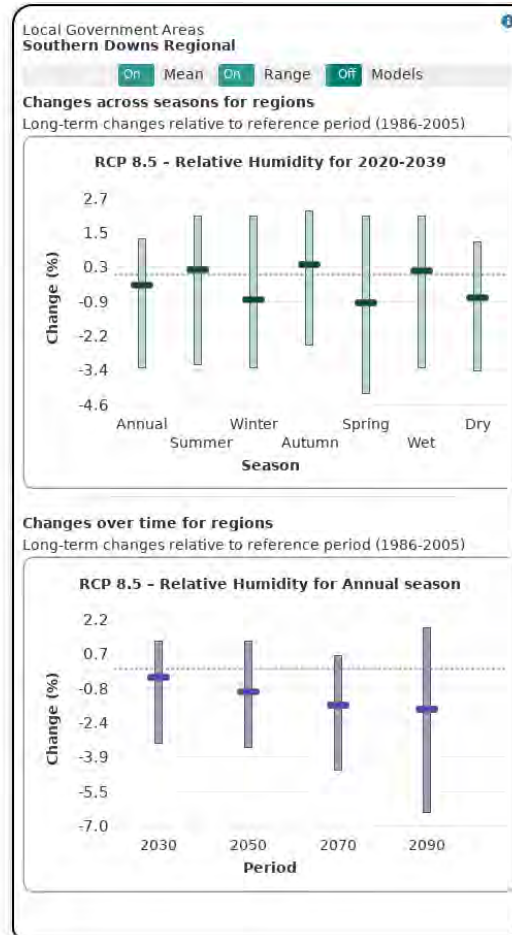 Local Government Areas
Southern Downs Regional
On Mean On Range Off Models
Changes across seasons for regions
Long-term changes relative to reference period (1986-2005)
RCP 8.5 – Relative Humidity for 2020-2039
2.7
1.5
0.3
-0.9
-2.2
-3.4
-4.6
Change (%)
Annual Winter Spring Dry
Summer Autumn Wet
Season
Changes over time for regions
Long-term changes relative to reference period (1986-2005)
RCP 8.5 – Relative Humidity for Annual season
2.2
0.7
-0.8
-2.4
-3.9
-5.5
-7.0
Change (%)
2030 2050 2070 2090
Period